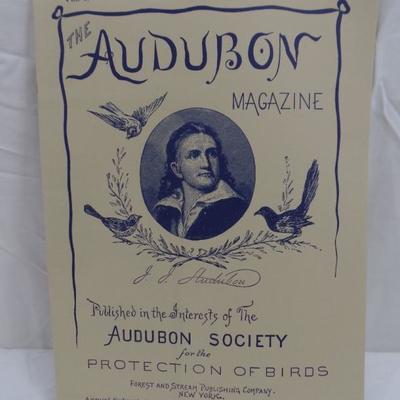 THE
AUDUBON
MAGAZINE
J. J. Audubon
Published in the Interests of The
AUDUBON SOCIETY
for the
PROTECTION OF BIRDS
FOREST AND STREAM PUBLISHING COMPANY.
NEW YORK.